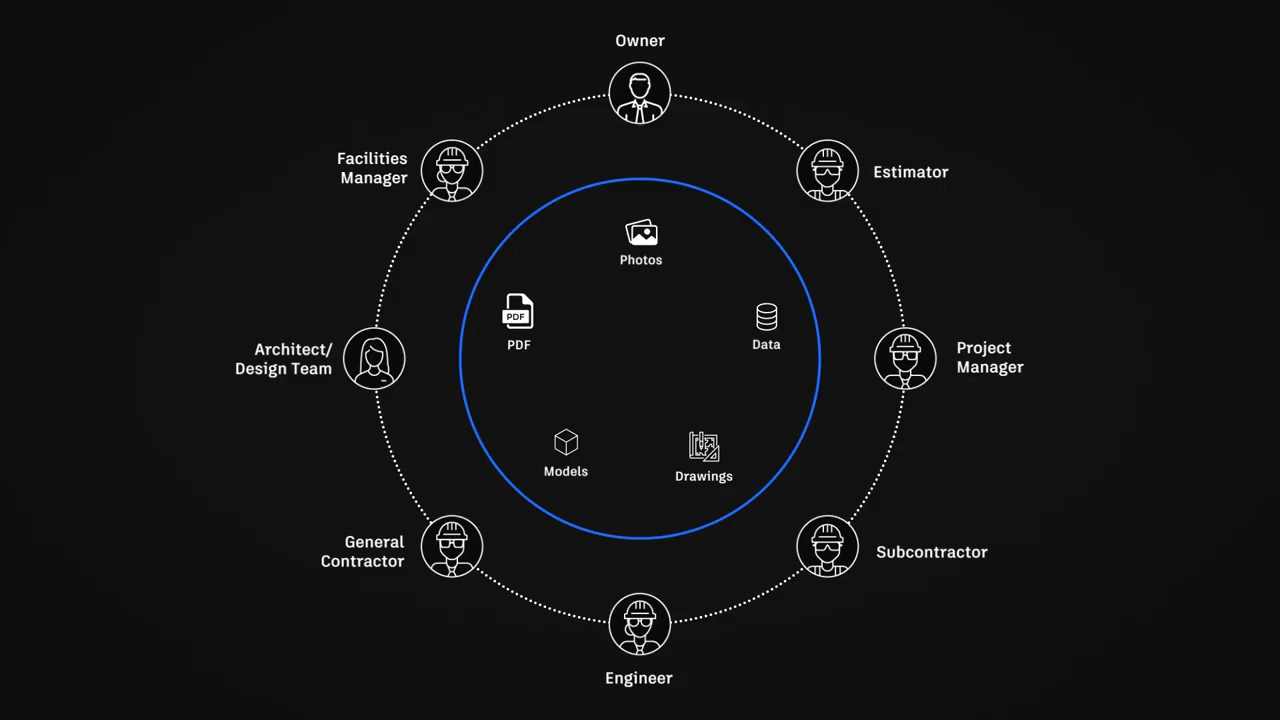 Owner
Facilities
Manager
Estimator
Photos
PDF
PDF
Data
Architect/
Design Team
Project
Manager
Models
Drawings
General
Contractor
Subcontractor
Engineer